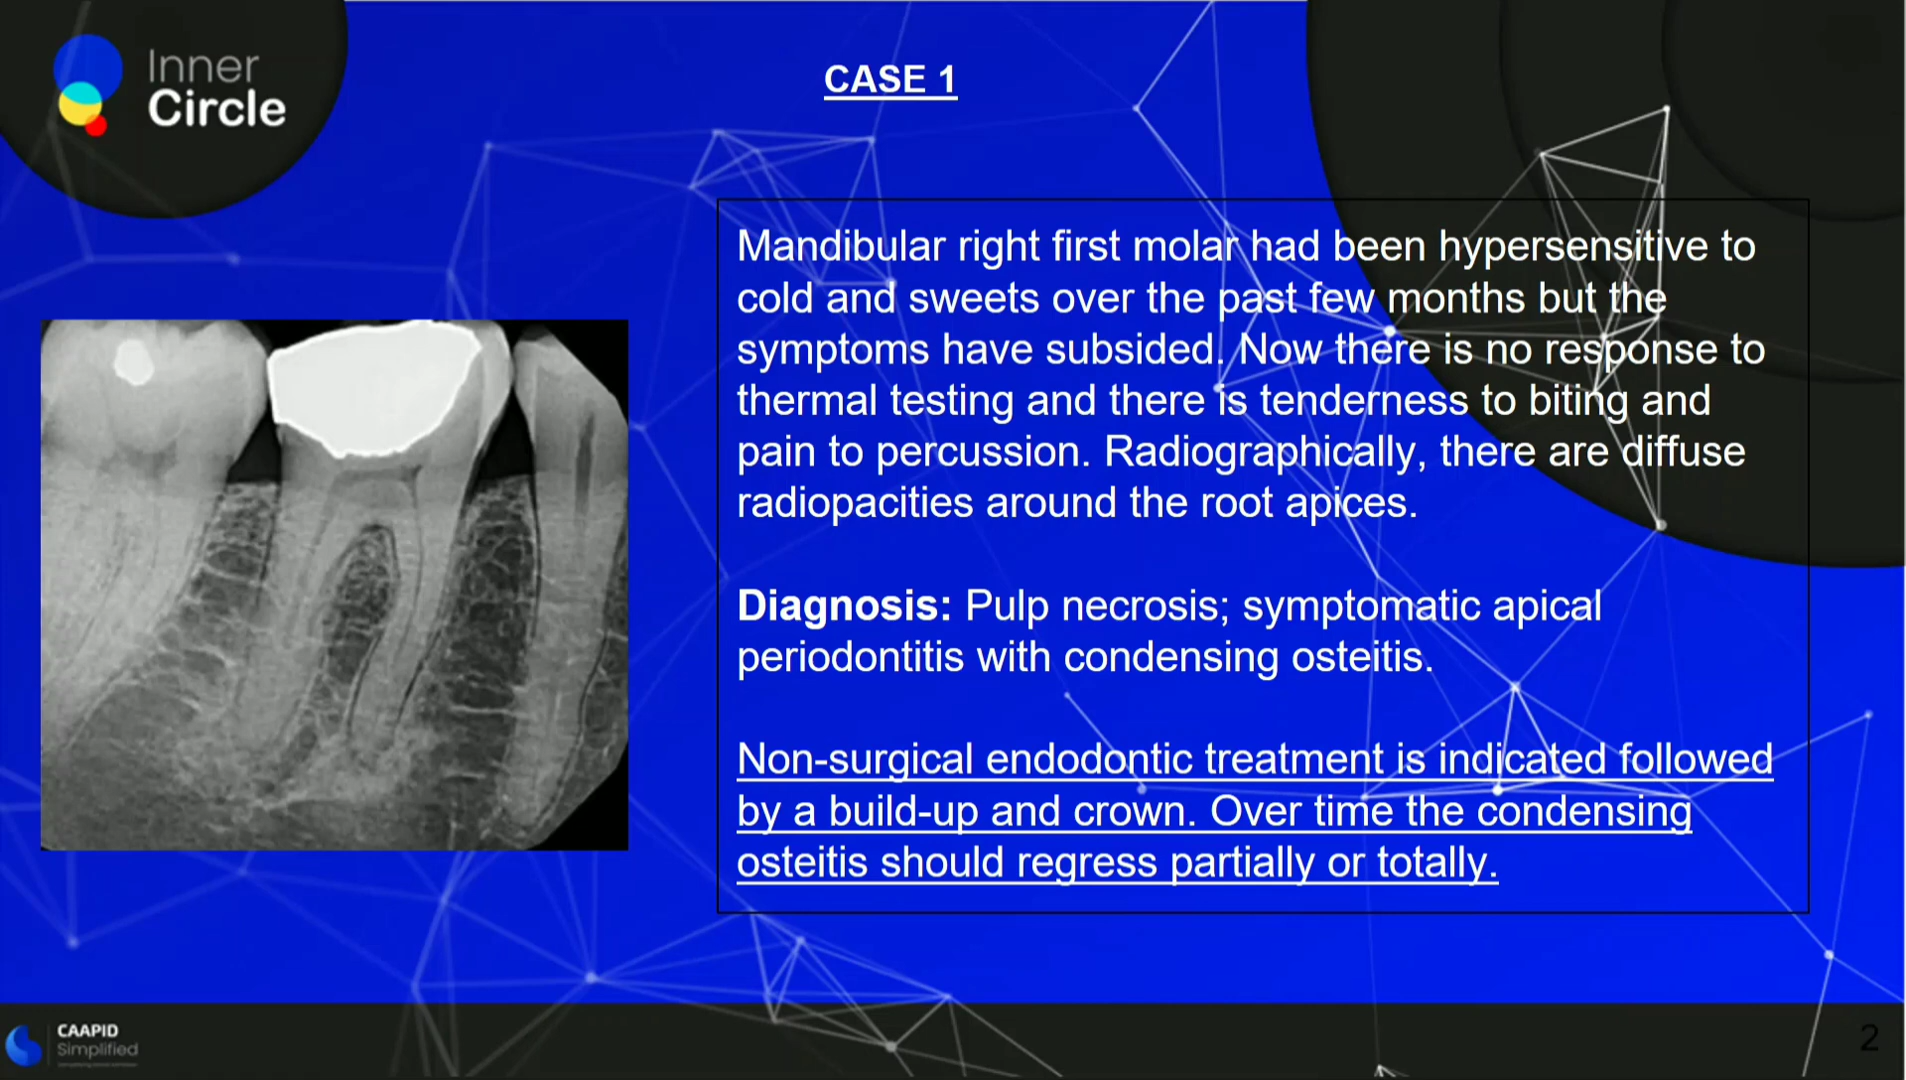 Inner
Circle
CASE 1
Mandibular right first molar had been hypersensitive to
cold and sweets over the past few months but the
symptoms have subsided. Now there is no response to
thermal testing and there is tenderness to biting and
pain to percussion. Radiographically, there are diffuse
radiopacities around the root apices.
Diagnosis: Pulp necrosis; symptomatic apical
periodontitis with condensing osteitis.
Non-surgical endodontic treatment is indicated followed
by a build-up and crown. Over time the condensing
osteitis should regress partially or totally.
CAAPID
Simplified
2